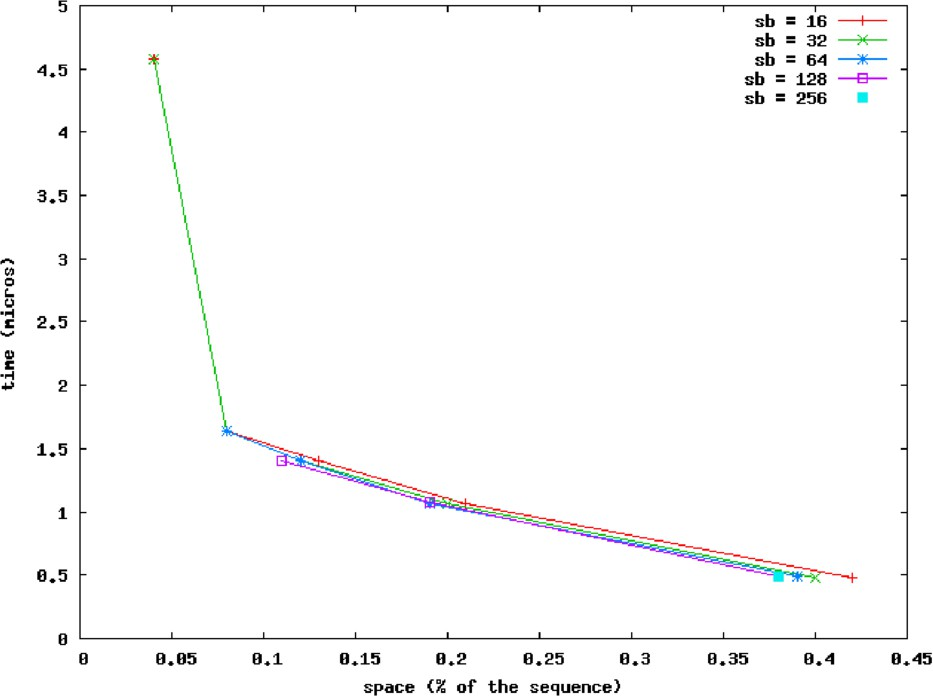 5
4.5
4
3.5
3
2.5
2
1.5
1
0.5
0
sb = 16
sb = 32
sb = 64
sb = 128
sb = 256
time (micros)
0 0.05 0.1 0.15 0.2 0.25 0.3 0.35 0.4 0.45
space (% of the sequence)